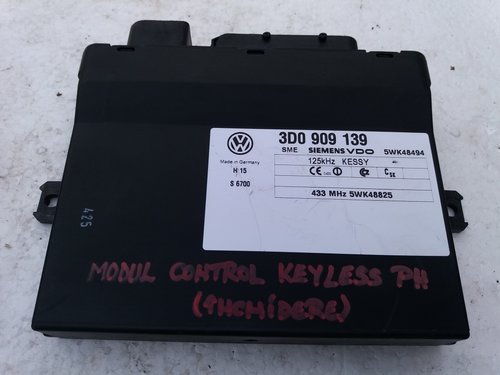 3D0 909 139
SME SIEMENS VDO 5WK48494
Made in Germany
125kHz KESSY
H 15
S 6700
433 MHz 5WK48825
425
MODUL CONTROL KEYLESS PH